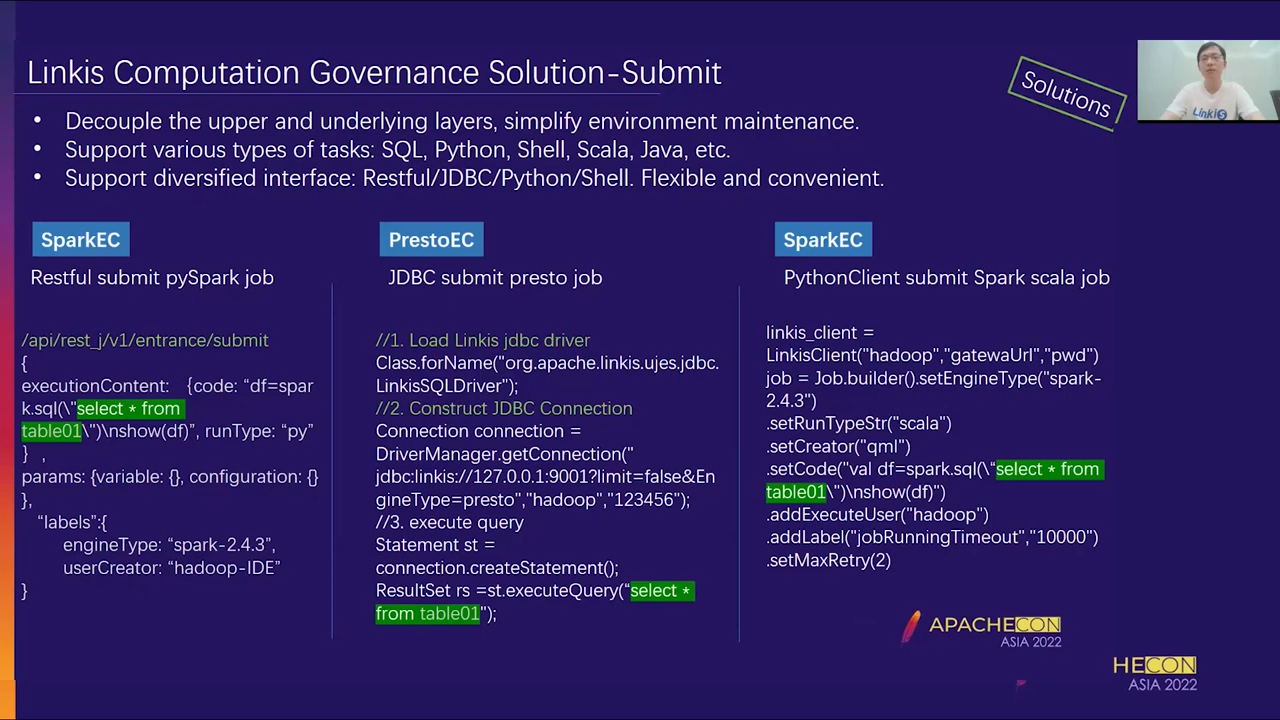 Linkis Computation Governance Solution-Submit
Solutions
Linkis
• Decouple the upper and underlying layers, simplify environment maintenance.
• Support various types of tasks: SQL, Python, Shell, Scala, Java, etc.
• Support diversified interface: Restful/JDBC/Python/Shell. Flexible and convenient.
SparkEC
Restful submit pySpark job
/api/rest_j/v1/entrance/submit
{
executionContent: {code: “df=spar
k.sql(\"select * from
table01\")\nshow(df)”, runType: “py”
} ,
params: {variable: {}, configuration: {}
},
“labels”:{
engineType: “spark-2.4.3”,
userCreator: “hadoop-IDE”
}
PrestoEC
JDBC submit presto job
//1. Load Linkis jdbc driver
Class.forName("org.apache.linkis.ujes.jdbc.
LinkisSQLDriver");
//2. Construct JDBC Connection
Connection connection =
DriverManager.getConnection("
jdbc:linkis://127.0.0.1:9001?limit=false&En
gineType=presto","hadoop","123456");
//3. execute query
Statement st =
connection.createStatement();
ResultSet rs =st.executeQuery(“select *
from table01");
SparkEC
PythonClient submit Spark scala job
linkis_client =
LinkisClient("hadoop","gatewaUrl","pwd")
job = Job.builder().setEngineType("spark-
2.4.3")
.setRunTypeStr("scala")
.setCreator("qml")
.setCode("val df=spark.sql(\“select * from
table01\")\nshow(df)")
.addExecuteUser("hadoop")
.addLabel("jobRunningTimeout","10000")
.setMaxRetry(2)
APACHECON
ASIA 2022
HECON
ASIA 2022